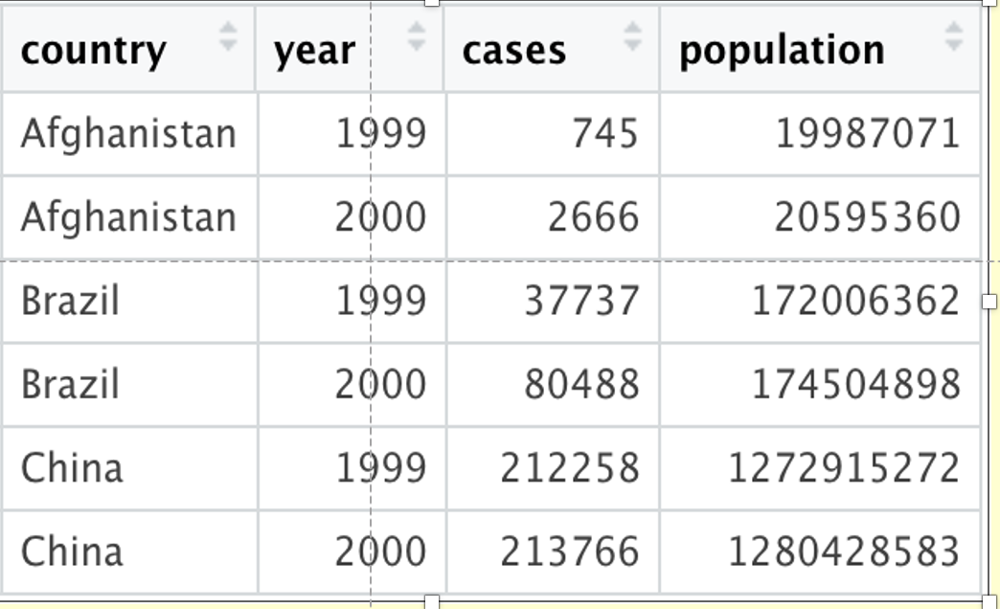 country year cases population
Afghanistan 1999 745 19987071
Afghanistan 2000 2666 20595360
Brazil 1999 37737 172006362
Brazil 2000 80488 174504898
China 1999 212258 1272915272
China 2000 213766 1280428583